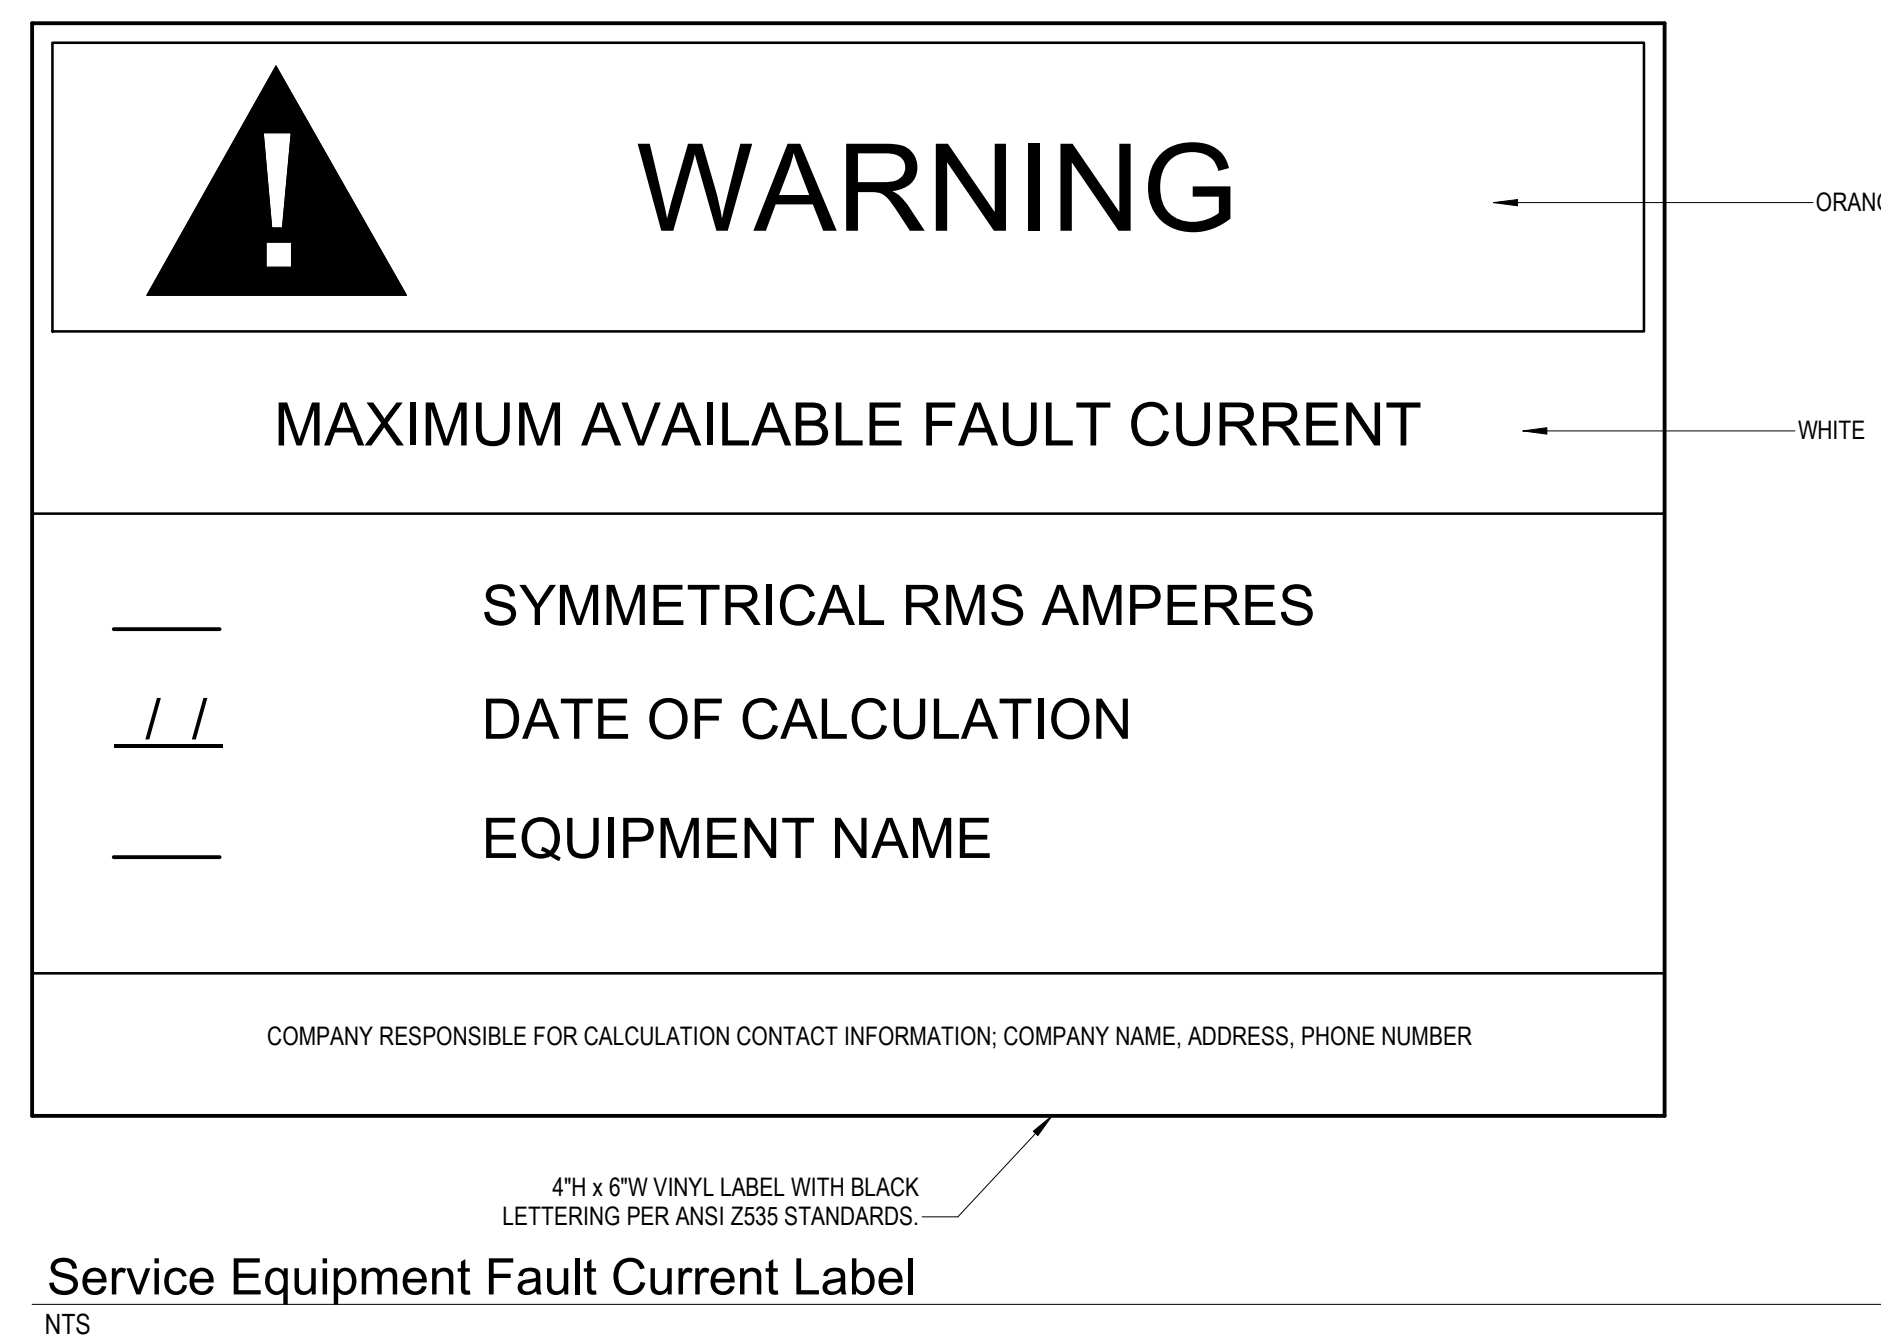 !
WARNING
MAXIMUM AVAILABLE FAULT CURRENT
WHITE
___ SYMMETRICAL RMS AMPERES
/ / DATE OF CALCULATION
___ EQUIPMENT NAME
COMPANY RESPONSIBLE FOR CALCULATION CONTACT INFORMATION; COMPANY NAME, ADDRESS, PHONE NUMBER
4"H x 6"W VINYL LABEL WITH BLACK
LETTERING PER ANSI Z535 STANDARDS.
Service Equipment Fault Current Label
NTS